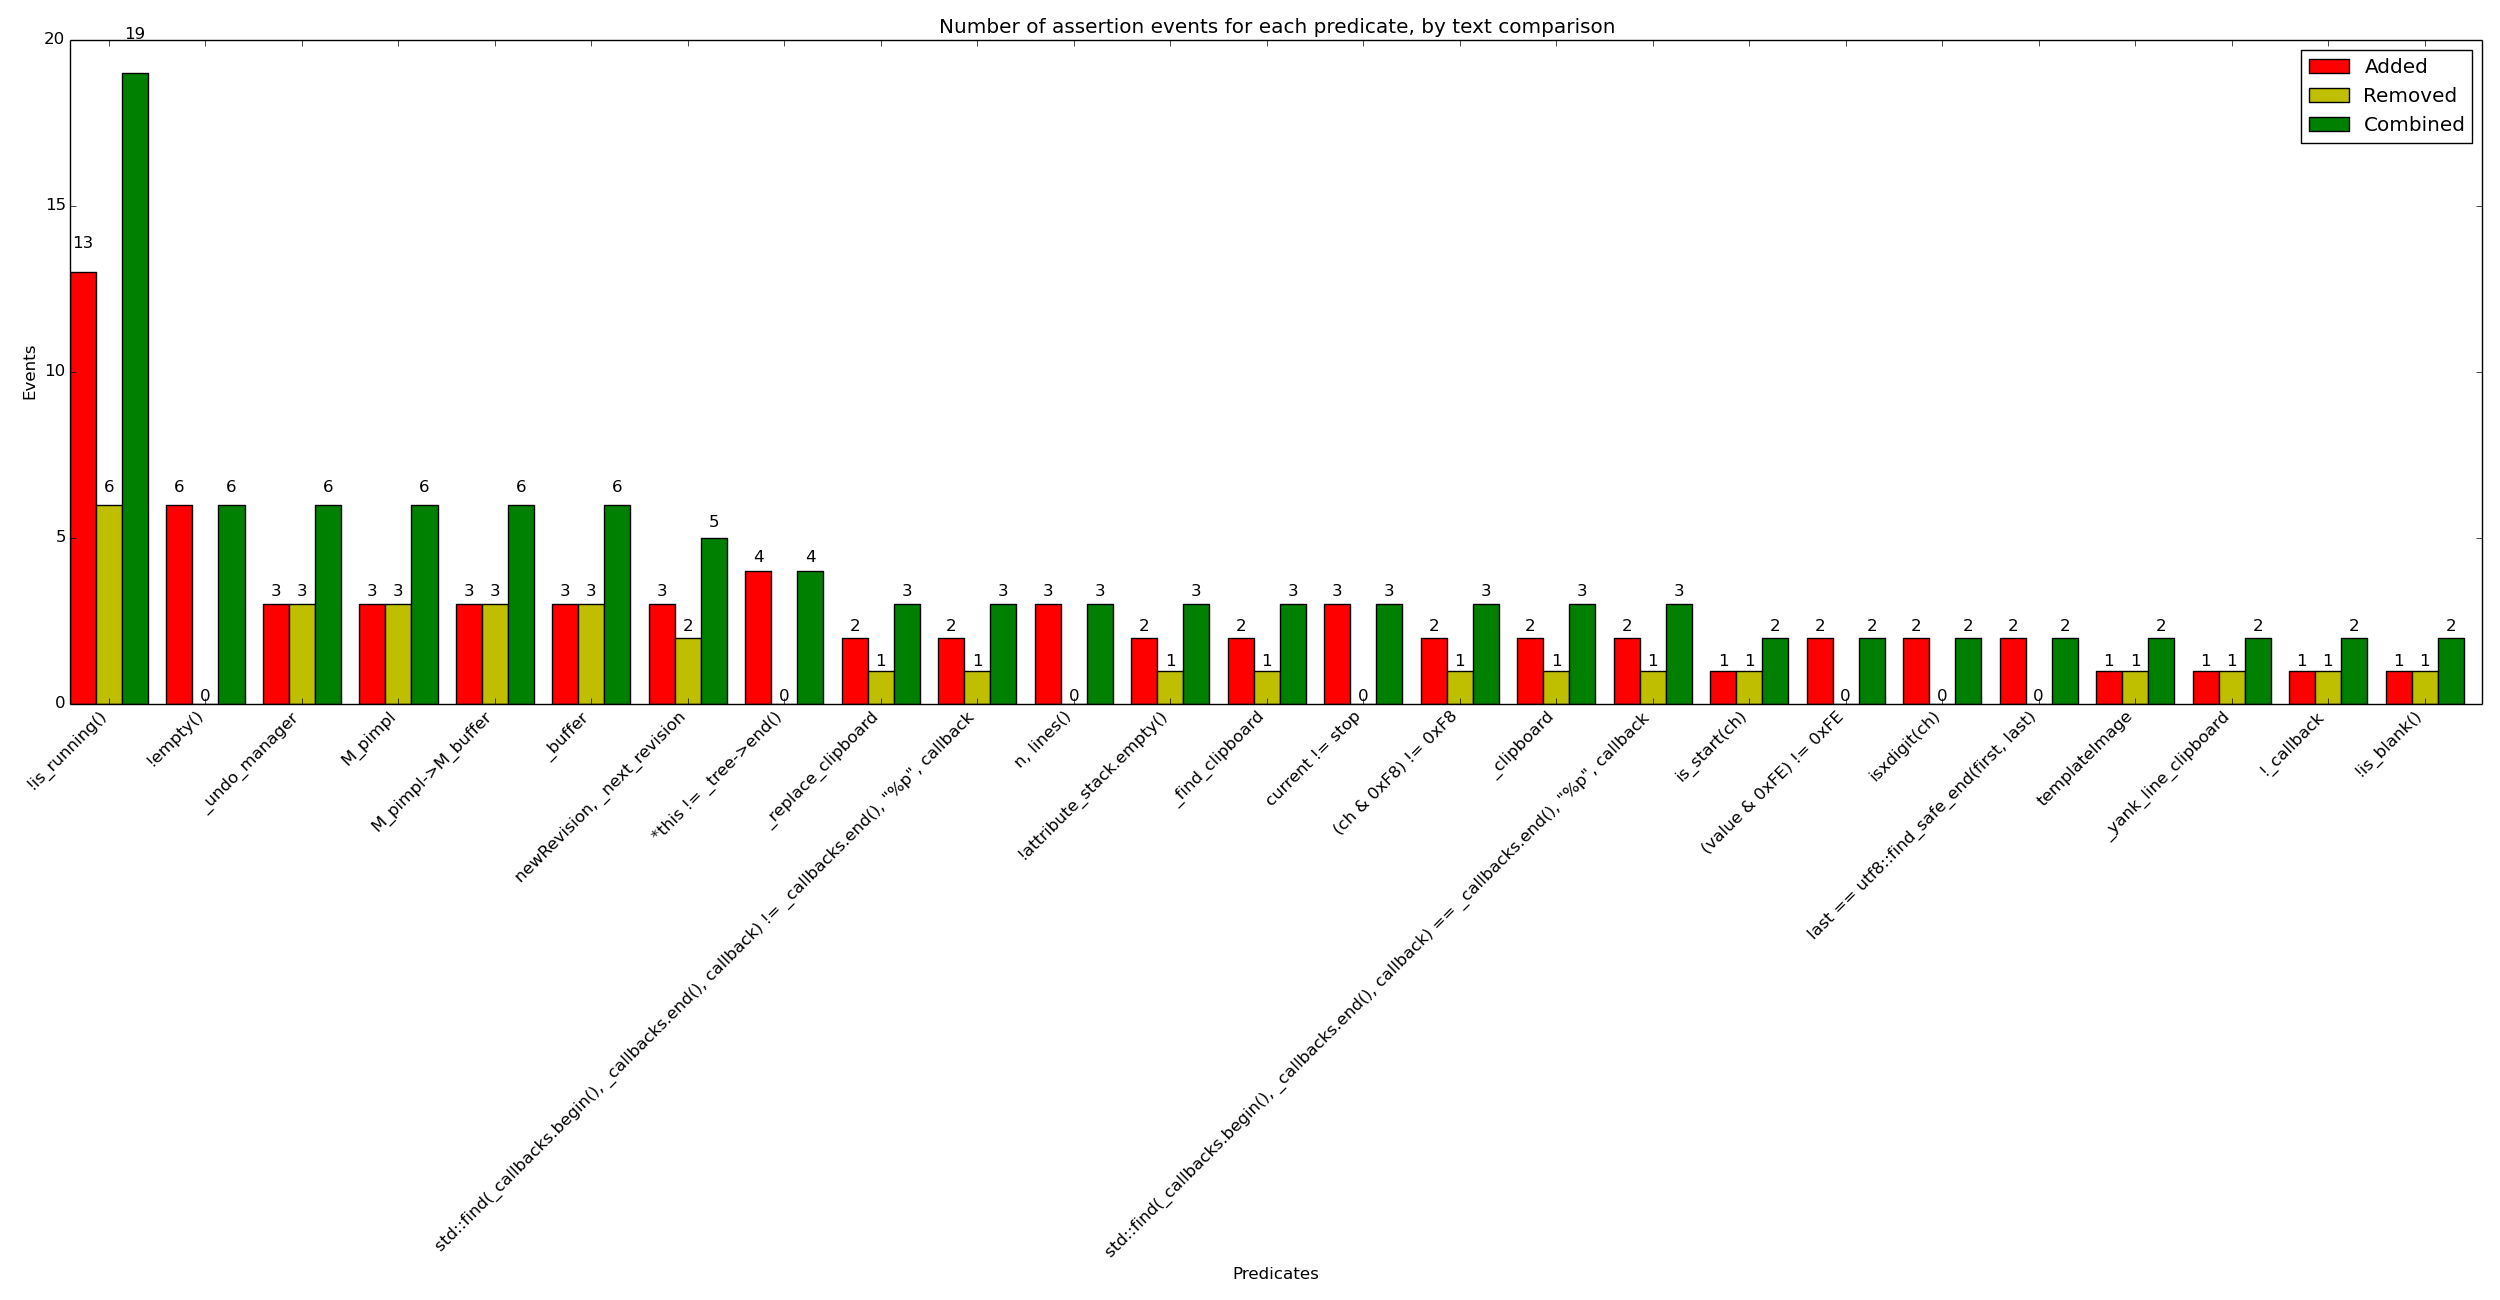 Number of assertion events for each predicate, by text comparison
Added
Removed
Combined
Events
20
15
10
5
0
13 6 19
6 0 6
3 3 6
3 3 6
3 3 6
3 3 6
3 2 5
4 0 4
2 1 3
2 1 3
3 0 3
2 1 3
2 1 3
3 0 3
2 1 3
2 1 3
2 1 3
1 1 2
2 0 2
2 0 2
2 0 2
1 1 2
1 1 2
1 1 2
1 1 2
!is_running()
!empty()
_undo_manager
M_pimpl
M_pimpl->M_buffer
_buffer
newRevision, _next_revision
*this != _tree->end()
_replace_clipboard
std::find(_callbacks.begin(), _callbacks.end(), callback) != _callbacks.end(), "%p", callback
n, lines()
!attribute_stack.empty()
_find_clipboard
current != stop
(ch & 0xF8) != 0xF8
_clipboard
std::find(_callbacks.begin(), _callbacks.end(), callback) == _callbacks.end(), "%p", callback
is_start(ch)
(value & 0xFE) != 0xFE
isxdigit(ch)
last == utf8::find_safe_end(first, last)
templateImage
_yank_line_clipboard
!_callback
!is_blank()
Predicates